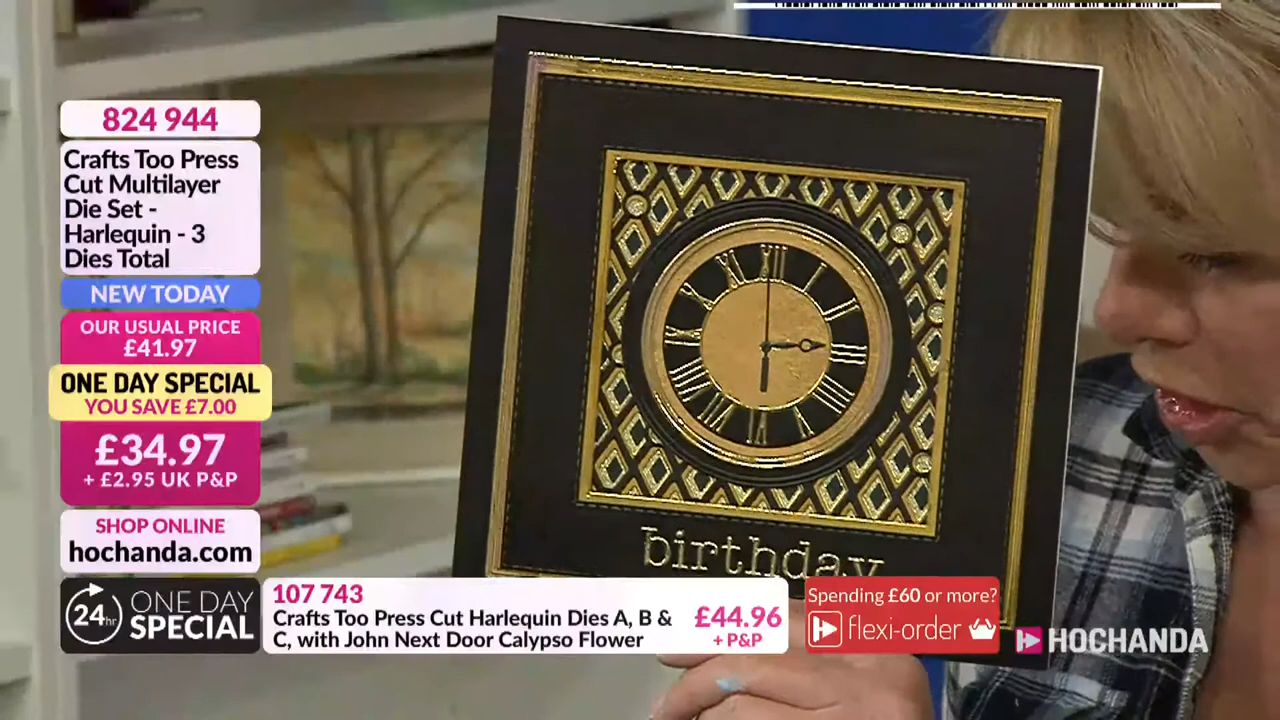 824 944
Crafts Too Press
Cut Multilayer
Die Set -
Harlequin - 3
Dies Total
NEW TODAY
OUR USUAL PRICE
£41.97
ONE DAY SPECIAL
YOU SAVE £7.00
£34.97
+ £2.95 UK P&P
SHOP ONLINE
hochanda.com
birthday
24hr
ONE DAY
SPECIAL
107 743
Crafts Too Press Cut Harlequin Dies A, B &
C, with John Next Door Calypso Flower
£44.96
+ P&P
Spending £60 or more?
flexi-order
HOCHANDA